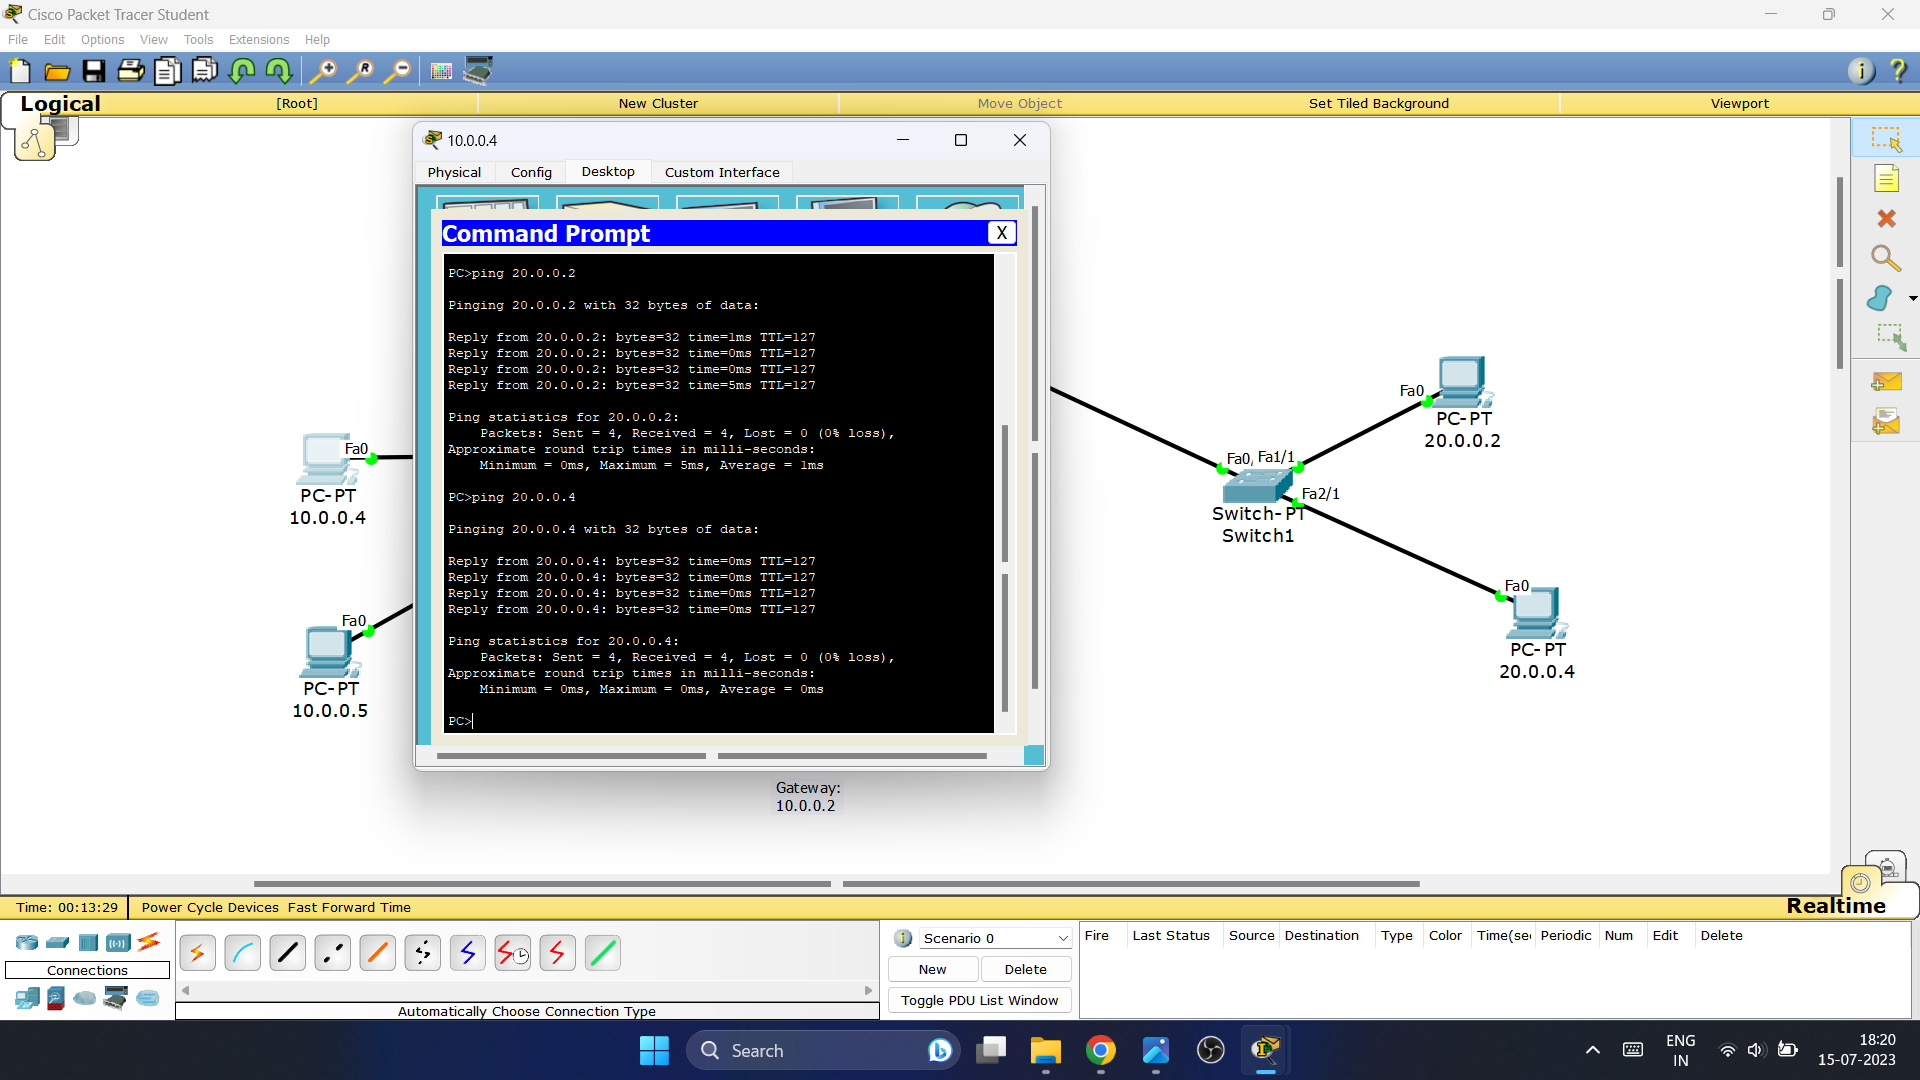 Cisco Packet Tracer Student
File Edit Options View Tools Extensions Help
Logical [Root] New Cluster Move Object Set Tiled Background Viewport
10.0.0.4
Physical Config Desktop Custom Interface
Command Prompt X
PC>ping 20.0.0.2
Pinging 20.0.0.2 with 32 bytes of data:
Reply from 20.0.0.2: bytes=32 time=1ms TTL=127
Reply from 20.0.0.2: bytes=32 time=0ms TTL=127
Reply from 20.0.0.2: bytes=32 time=0ms TTL=127
Reply from 20.0.0.2: bytes=32 time=5ms TTL=127
Ping statistics for 20.0.0.2:
Packets: Sent = 4, Received = 4, Lost = 0 (0% loss),
Approximate round trip times in milli-seconds:
Minimum = 0ms, Maximum = 5ms, Average = 1ms
PC>ping 20.0.0.4
Pinging 20.0.0.4 with 32 bytes of data:
Reply from 20.0.0.4: bytes=32 time=0ms TTL=127
Reply from 20.0.0.4: bytes=32 time=0ms TTL=127
Reply from 20.0.0.4: bytes=32 time=0ms TTL=127
Reply from 20.0.0.4: bytes=32 time=0ms TTL=127
Ping statistics for 20.0.0.4:
Packets: Sent = 4, Received = 4, Lost = 0 (0% loss),
Approximate round trip times in milli-seconds:
Minimum = 0ms, Maximum = 0ms, Average = 0ms
PC>
Fa0
PC-PT
10.0.0.4
Fa0
PC-PT
10.0.0.5
Fa0
PC-PT
20.0.0.2
Fa0, Fa1/1
Fa2/1
Switch-PT
Switch1
Fa0
PC-PT
20.0.0.4
Gateway:
10.0.0.2
Time: 00:13:29 Power Cycle Devices Fast Forward Time Realtime
Connections
Automatically Choose Connection Type
Scenario 0
New Delete
Toggle PDU List Window
Fire Last Status Source Destination Type Color Time(sec Periodic Num Edit Delete
Search
ENG
IN
18:20
15-07-2023